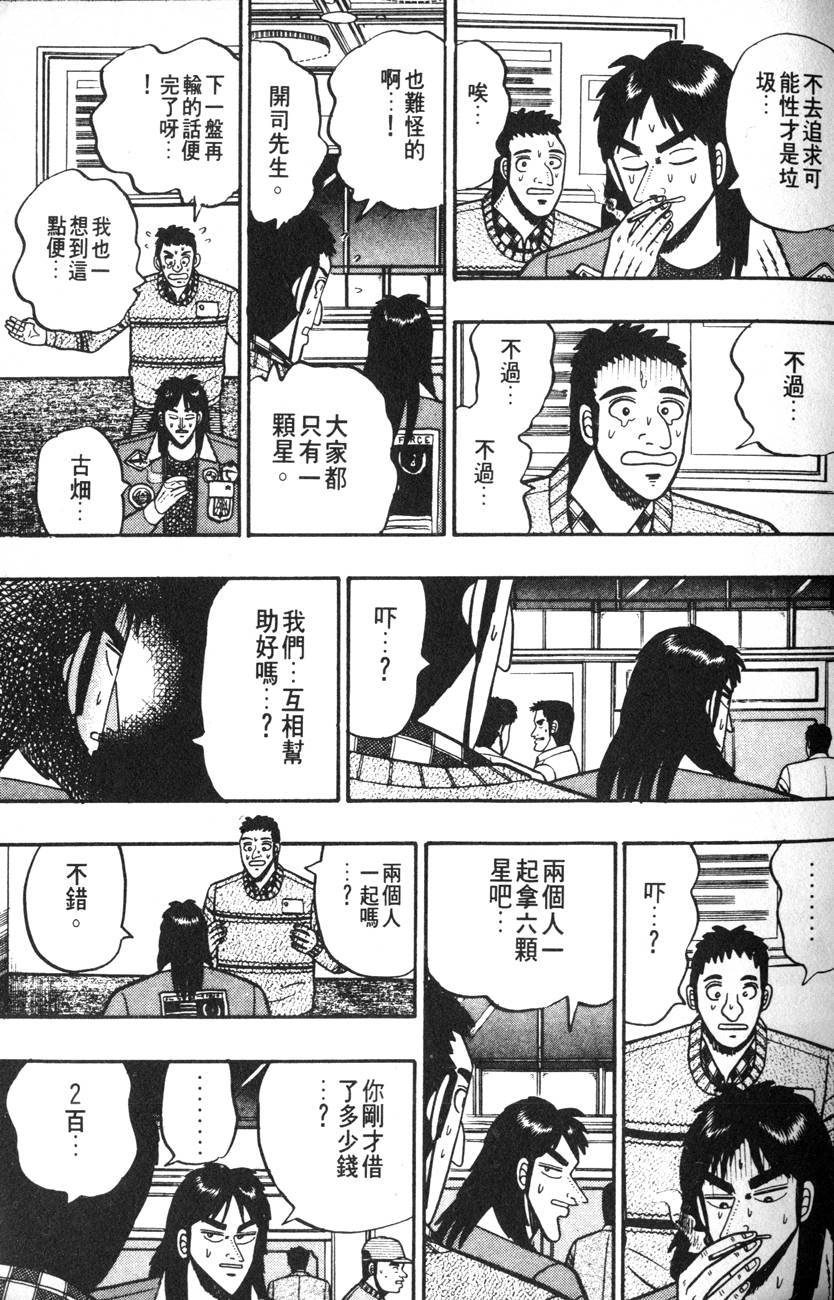 不去追求可
能性才是垃
圾⋯
唉⋯
不過⋯
不過⋯
不過⋯
也難怪的
啊⋯!
開司先生。
大家都
只有一
顆星。
下一盤再
輸的話便
完了呀⋯
!
我也一
想到這
點便⋯
古畑⋯
吓⋯?
我們⋯互相幫
助好嗎⋯?
⋯⋯⋯
吓⋯?
兩個人一
起拿六顆
星吧⋯
兩個人
一起嗎
⋯?
不錯。
你剛才借
了多少錢
⋯?
⋯⋯⋯
2百⋯